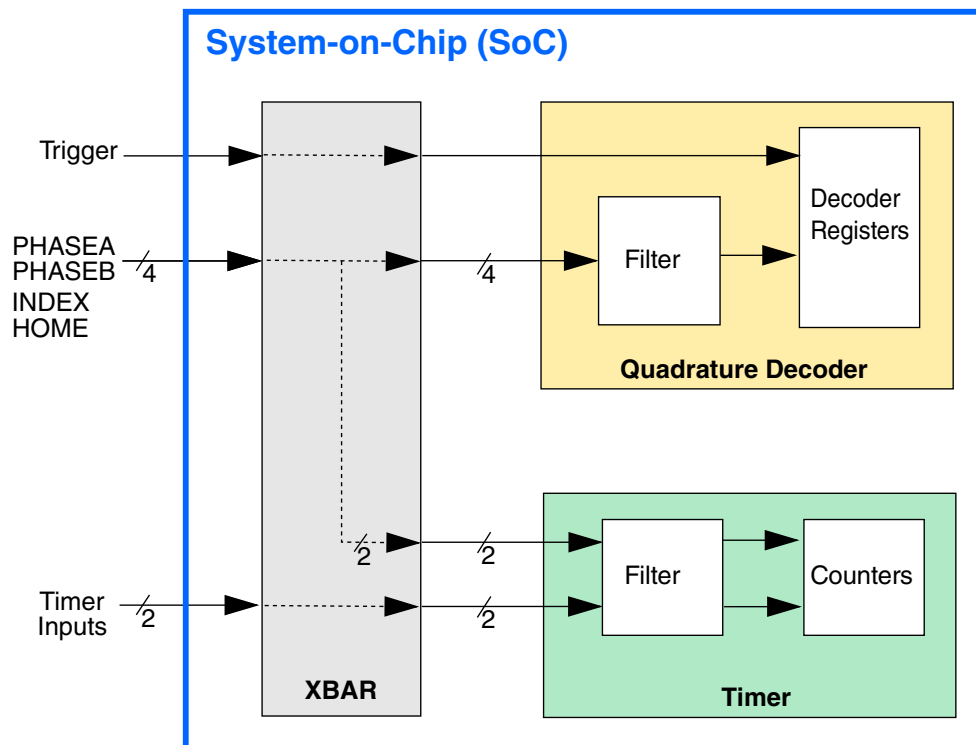 System-on-Chip (SoC)
Trigger
PHASEA
PHASEB
INDEX
HOME
4
4
Filter
Decoder
Registers
Quadrature Decoder
2
2
Filter
Counters
Timer
Inputs
2
2
XBAR
Timer